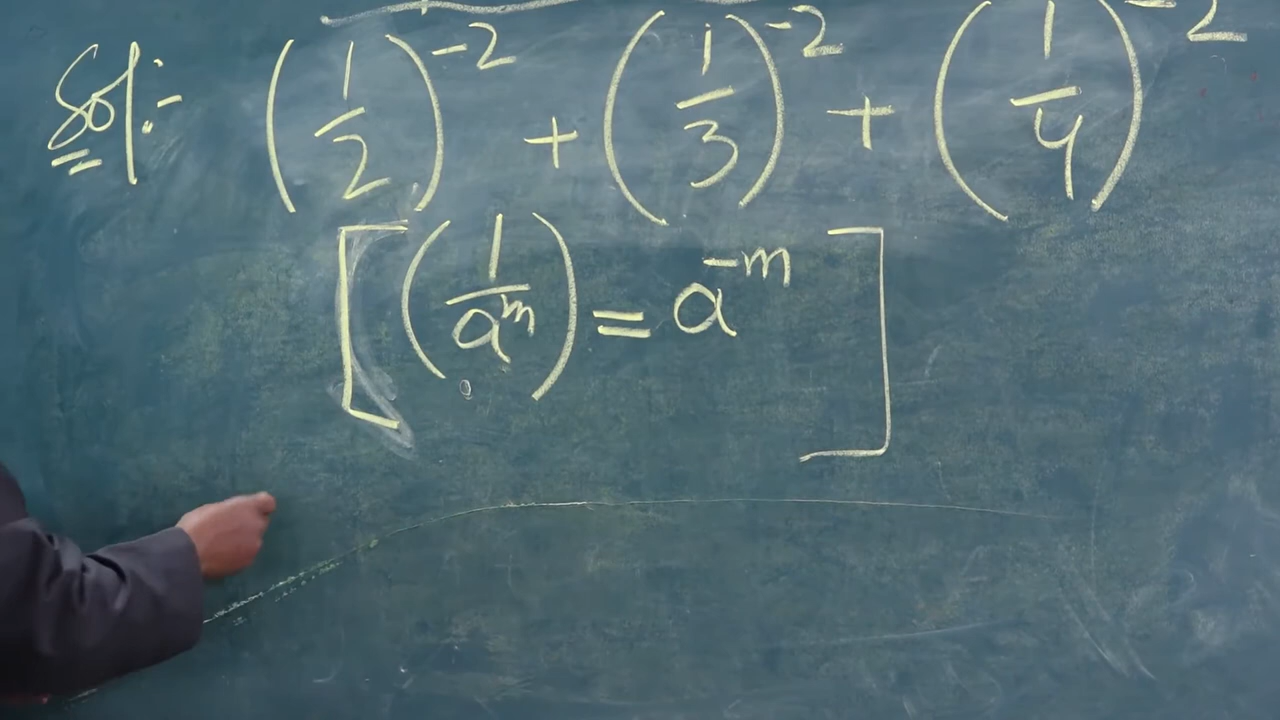 Sol:- (1/2)^-2 + (1/3)^-2 + (1/4)^-2
[(1/a^m) = a^-m]